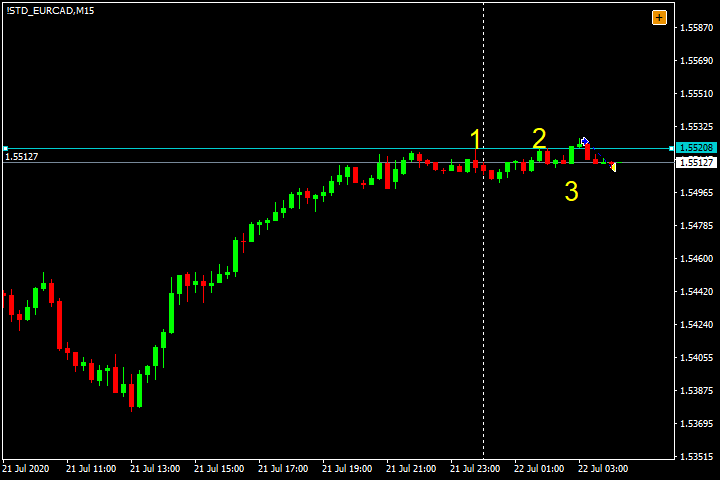 !STD_EURCAD,M15
+
1.55870
1.55690
1.55510
1.55325
1.55208
1.55127
1.55127
1.54965
1.54785
1.54600
1.54420
1.54240
1.54055
1.53875
1.53695
1.53515
1
2
3
21 Jul 2020
21 Jul 11:00
21 Jul 13:00
21 Jul 15:00
21 Jul 17:00
21 Jul 19:00
21 Jul 21:00
21 Jul 23:00
22 Jul 01:00
22 Jul 03:00